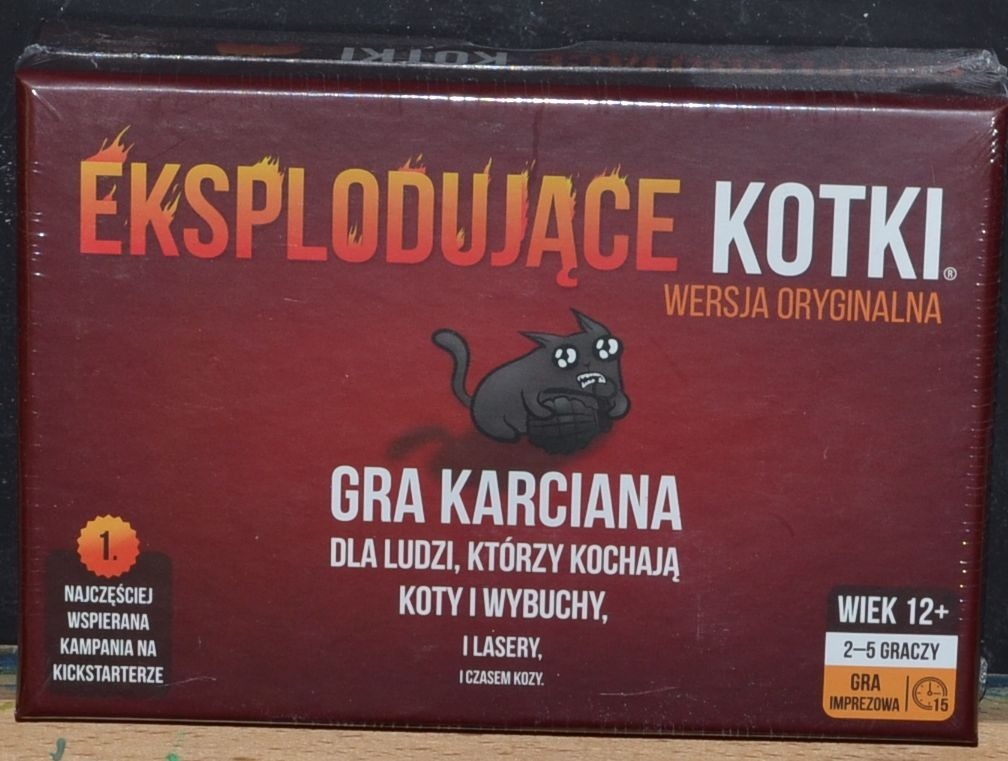 KOTKI
EKSPLODUJĄCE KOTKI®
WERSJA ORYGINALNA
GRA KARCIANA
DLA LUDZI, KTÓRZY KOCHAJĄ
KOTY I WYBUCHY,
I LASERY,
I CZASEM KOZY.
1.
NAJCZĘŚCIEJ
WSPIERANA
KAMPANIA NA
KICKSTARTERZE
WIEK 12+
2–5 GRACZY
GRA
IMPREZOWA
15